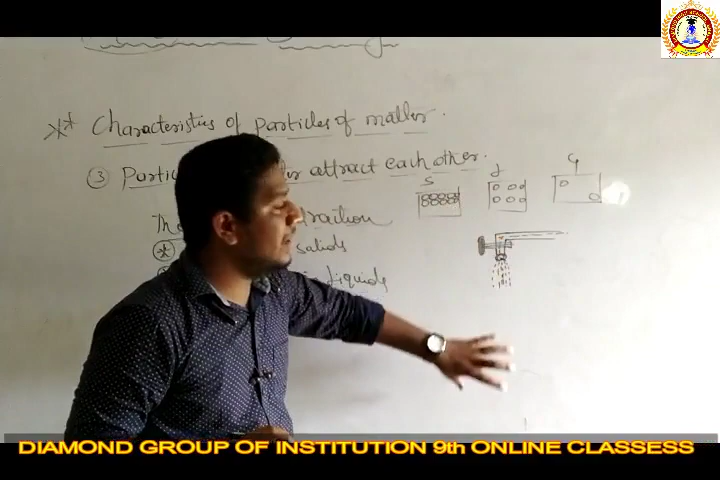 ** Characteristics of particles of matter.
③ Partic attract each other.
S
L
G
raction
solids
Liquids
DIAMOND GROUP OF INSTITUTION 9th ONLINE CLASSESS